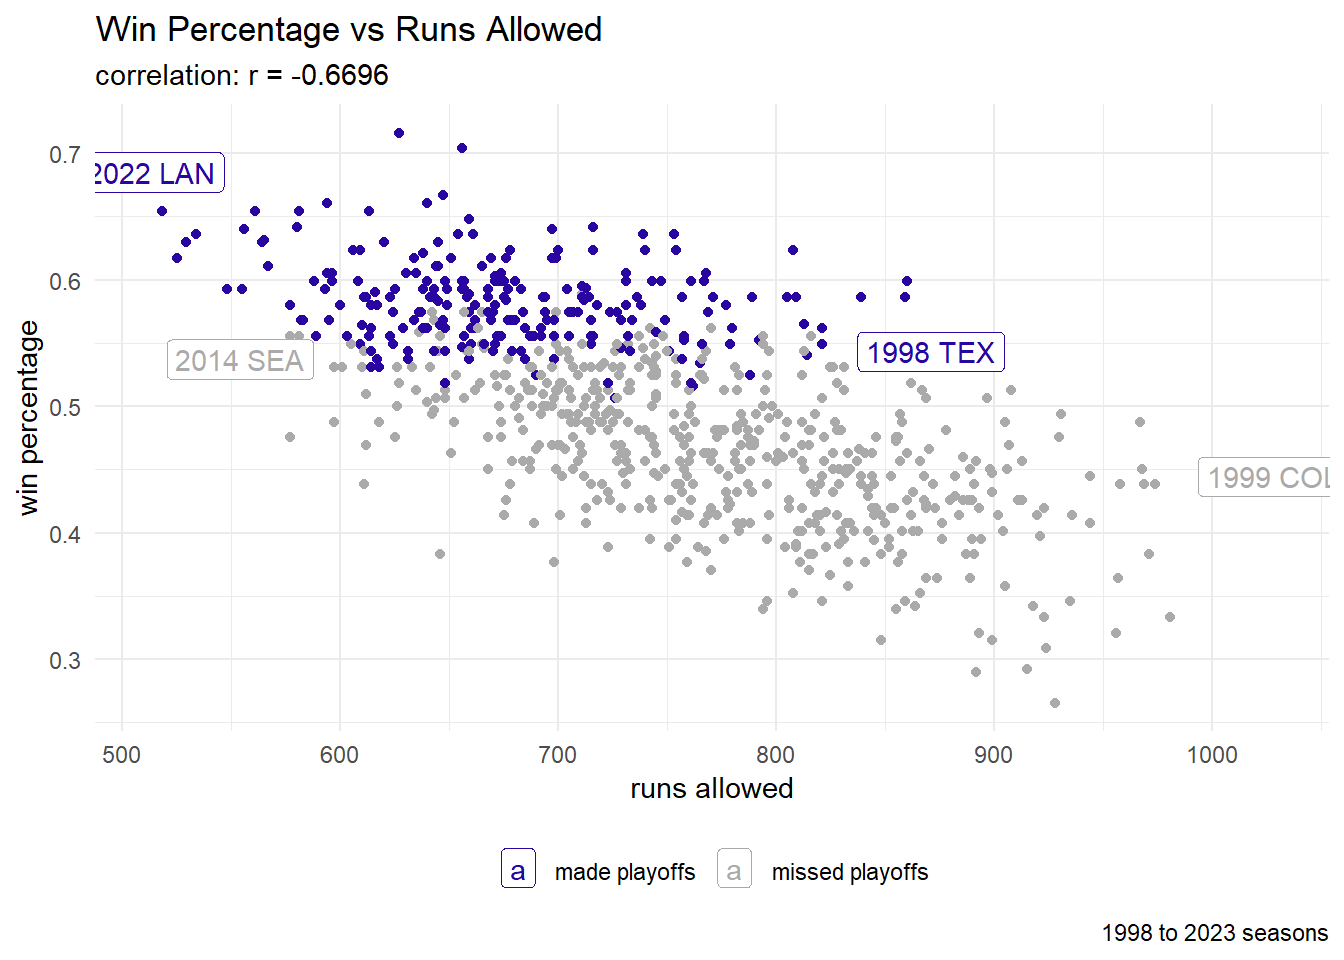 Win Percentage vs Runs Allowed
correlation: r = -0.6696
win percentage
0.7
0.6
0.5
0.4
0.3
2022 LAN
2014 SEA
1998 TEX
1999 COL
500 600 700 800 900 1000
runs allowed
a made playoffs a missed playoffs
1998 to 2023 seasons